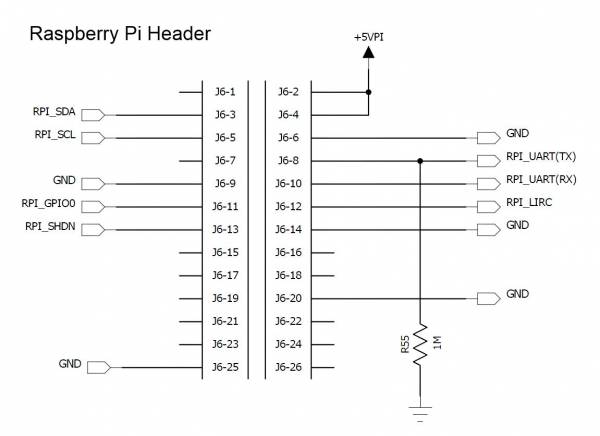 Raspberry Pi Header
+5VPI
J6-1 J6-2
RPI_SDA J6-3 J6-4
RPI_SCL J6-5 J6-6 GND
J6-7 J6-8 RPI_UART(TX)
GND J6-9 J6-10 RPI_UART(RX)
RPI_GPIO0 J6-11 J6-12 RPI_LIRC
RPI_SHDN J6-13 J6-14 GND
J6-15 J6-16
J6-17 J6-18
J6-19 J6-20 GND
J6-21 J6-22
J6-23 J6-24
R55 1M
GND J6-25 J6-26